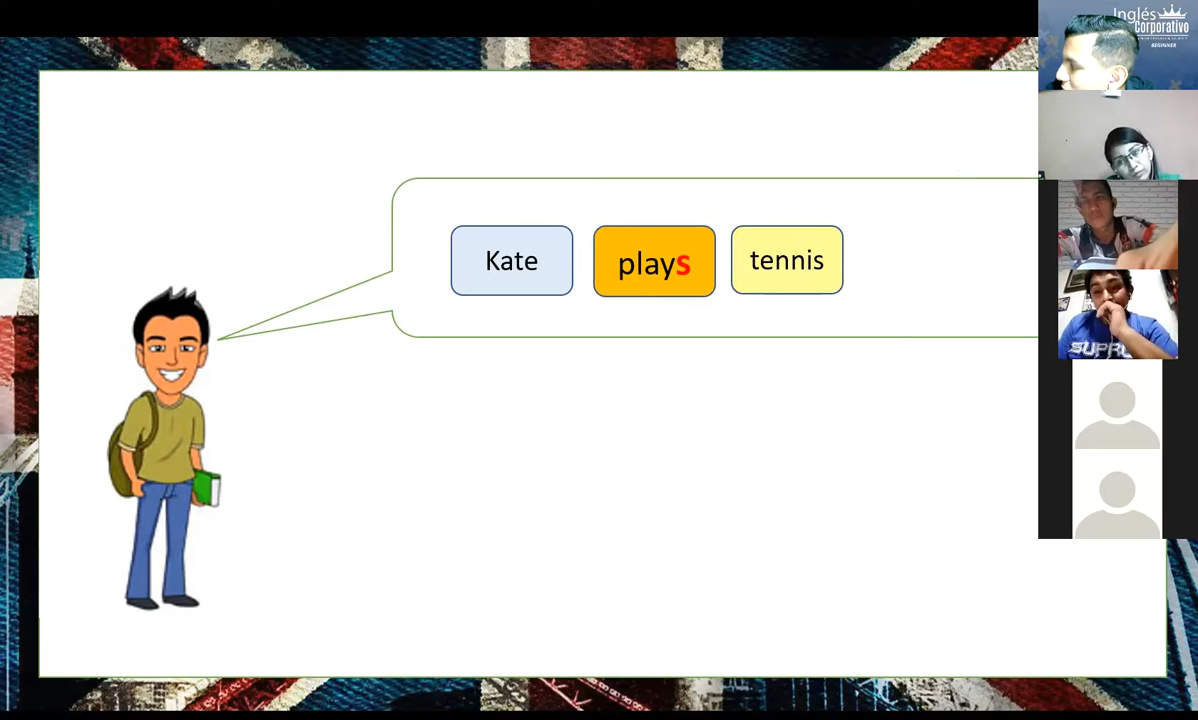 Inglés
Corporativo
BEGINNER
Kate plays tennis
SUPR